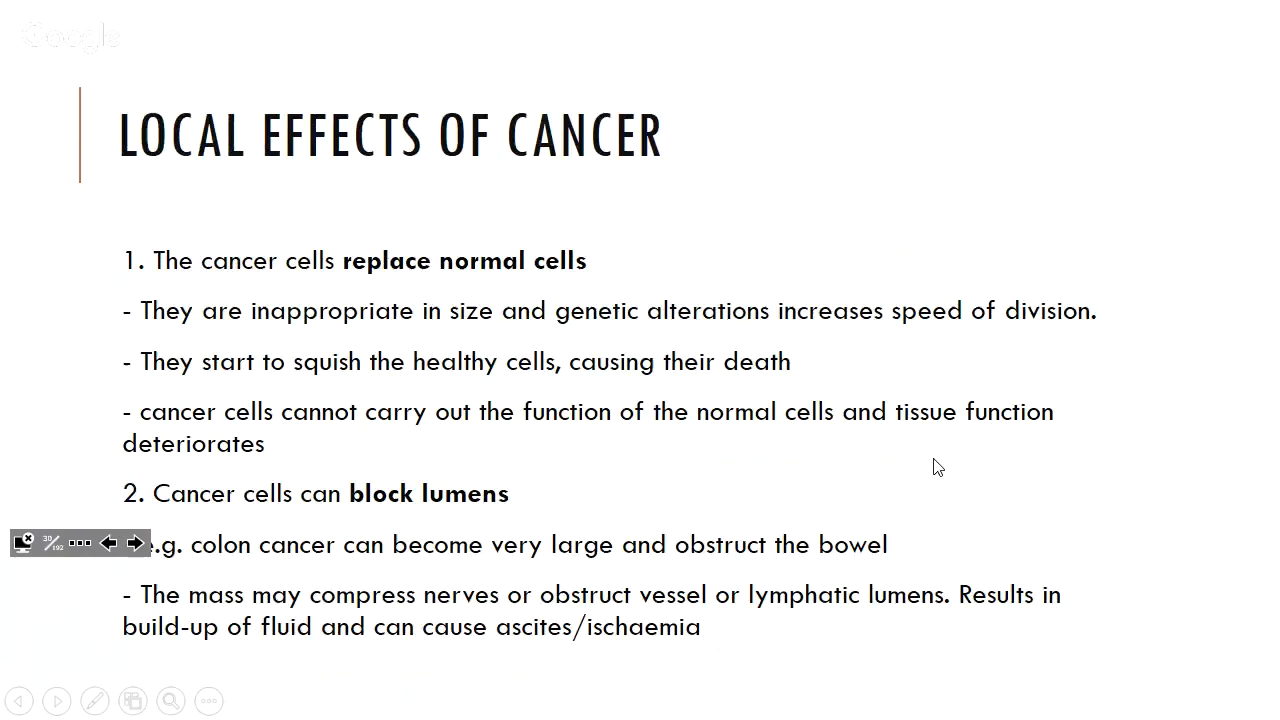 Google
LOCAL EFFECTS OF CANCER
1. The cancer cells replace normal cells
- They are inappropriate in size and genetic alterations increases speed of division.
- They start to squish the healthy cells, causing their death
- cancer cells cannot carry out the function of the normal cells and tissue function
deteriorates
2. Cancer cells can block lumens
e.g. colon cancer can become very large and obstruct the bowel
30/192
- The mass may compress nerves or obstruct vessel or lymphatic lumens. Results in
build-up of fluid and can cause ascites/ischaemia